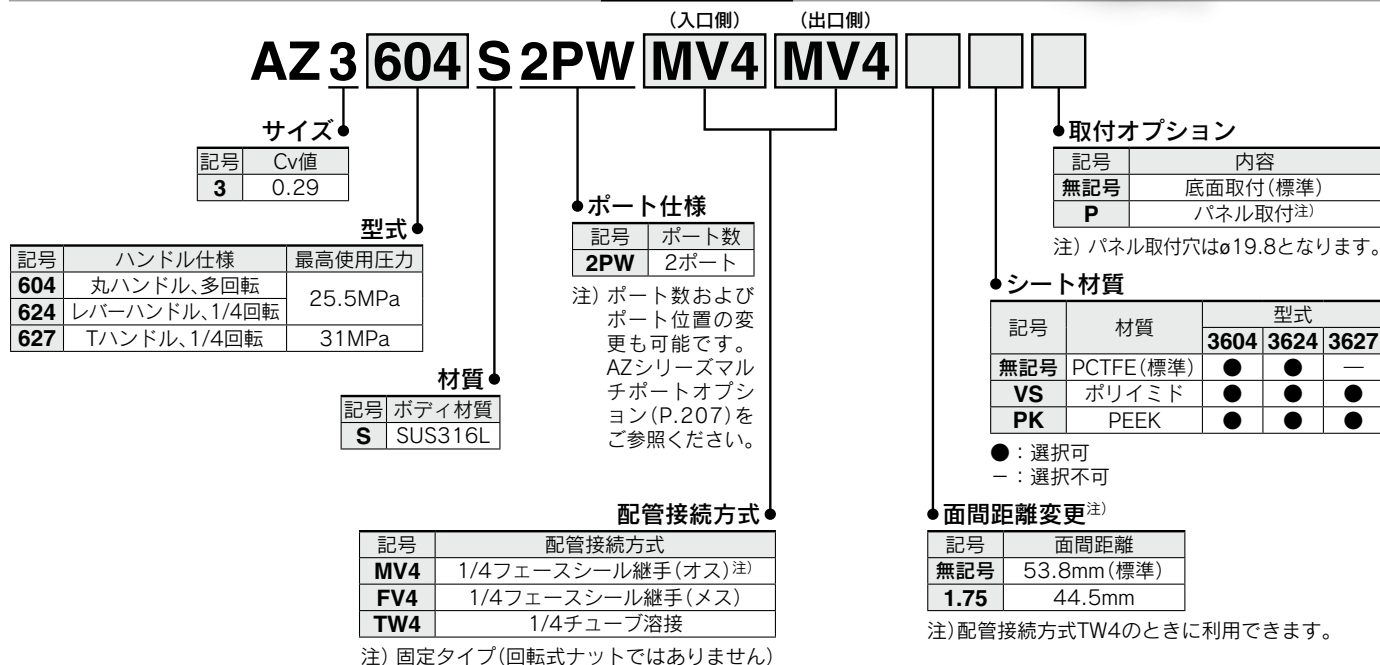 (入口側) (出口側)
AZ 3 604 S 2PW MV4 MV4
サイズ
記号 Cv値
3 0.29
型式
記号 ハンドル仕様 最高使用圧力
604 丸ハンドル、多回転 25.5MPa
624 レバーハンドル、1/4回転
627 Tハンドル、1/4回転 31MPa
材質
記号 ボディ材質
S SUS316L
ポート仕様
記号 ポート数
2PW 2ポート
注) ポート数および
ポート位置の変
更も可能です。
AZシリーズマル
チポートオプシ
ョン(P.207)を
ご参照ください。
配管接続方式
記号 配管接続方式
MV4 1/4フェースシール継手(オス)注)
FV4 1/4フェースシール継手(メス)
TW4 1/4チューブ溶接
注) 固定タイプ(回転式ナットではありません)
取付オプション
記号 内容
無記号 底面取付(標準)
P パネル取付注)
注) パネル取付穴はø19.8となります。
シート材質
記号 材質 型式
3604 3624 3627
無記号 PCTFE(標準) ● ● −
VS ポリイミド ● ● ●
PK PEEK ● ● ●
●:選択可
−:選択不可
面間距離変更注)
記号 面間距離
無記号 53.8mm(標準)
1.75 44.5mm
注)配管接続方式TW4のときに利用できます。